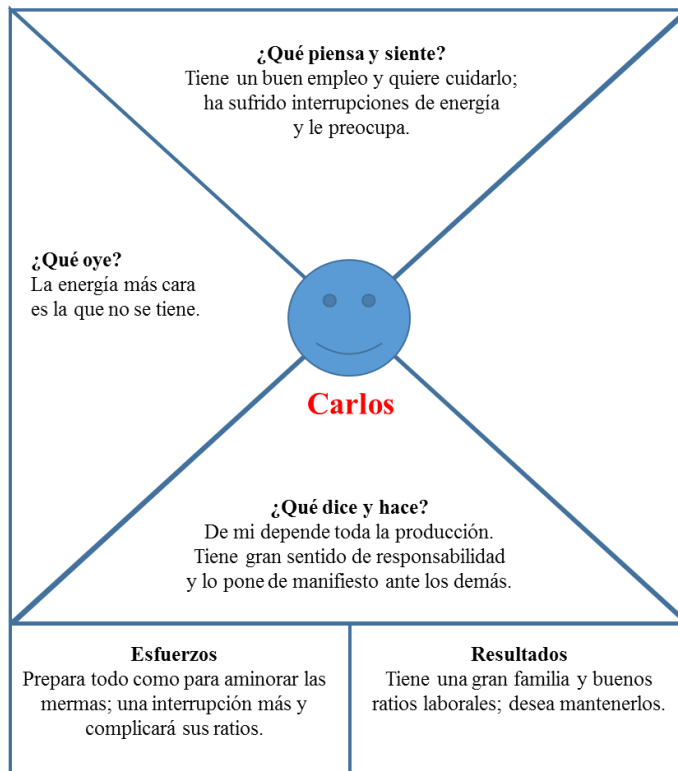 ¿Qué piensa y siente?
Tiene un buen empleo y quiere cuidarlo;
ha sufrido interrupciones de energía
y le preocupa.
¿Qué oye?
La energía más cara
es la que no se tiene.
Carlos
¿Qué dice y hace?
De mi depende toda la producción.
Tiene gran sentido de responsabilidad
y lo pone de manifiesto ante los demás.
Esfuerzos
Prepara todo como para aminorar las
mermas; una interrupción más y
complicará sus ratios.
Resultados
Tiene una gran familia y buenos
ratios laborales; desea mantenerlos.